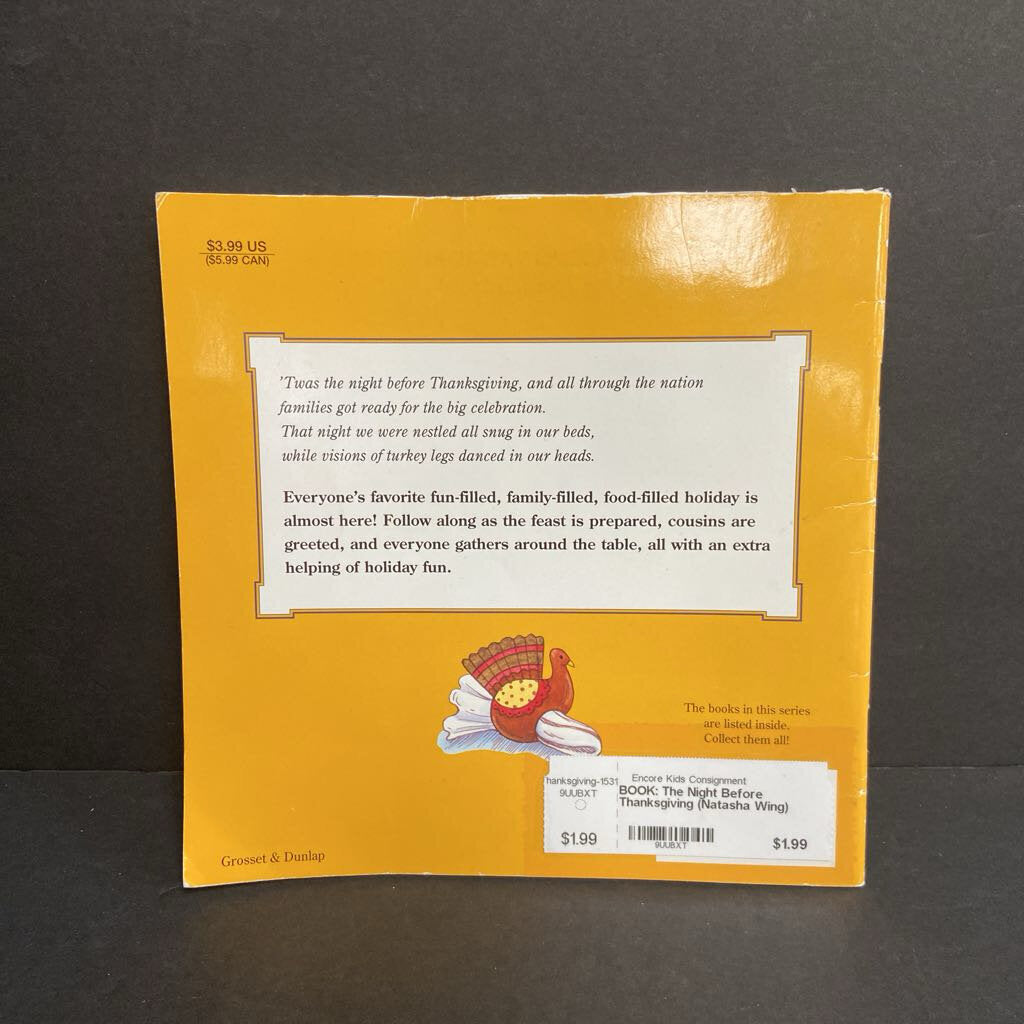 $3.99 US
($5.99 CAN)
’Twas the night before Thanksgiving, and all through the nation
families got ready for the big celebration.
That night we were nestled all snug in our beds,
while visions of turkey legs danced in our heads.
Everyone’s favorite fun-filled, family-filled, food-filled holiday is
almost here! Follow along as the feast is prepared, cousins are
greeted, and everyone gathers around the table, all with an extra
helping of holiday fun.
The books in this series
are listed inside.
Collect them all!
hanksgiving-1531
9UUBXT
$1.99
Encore Kids Consignment
BOOK: The Night Before
Thanksgiving (Natasha Wing)
9UUBXT
$1.99
Grosset & Dunlap